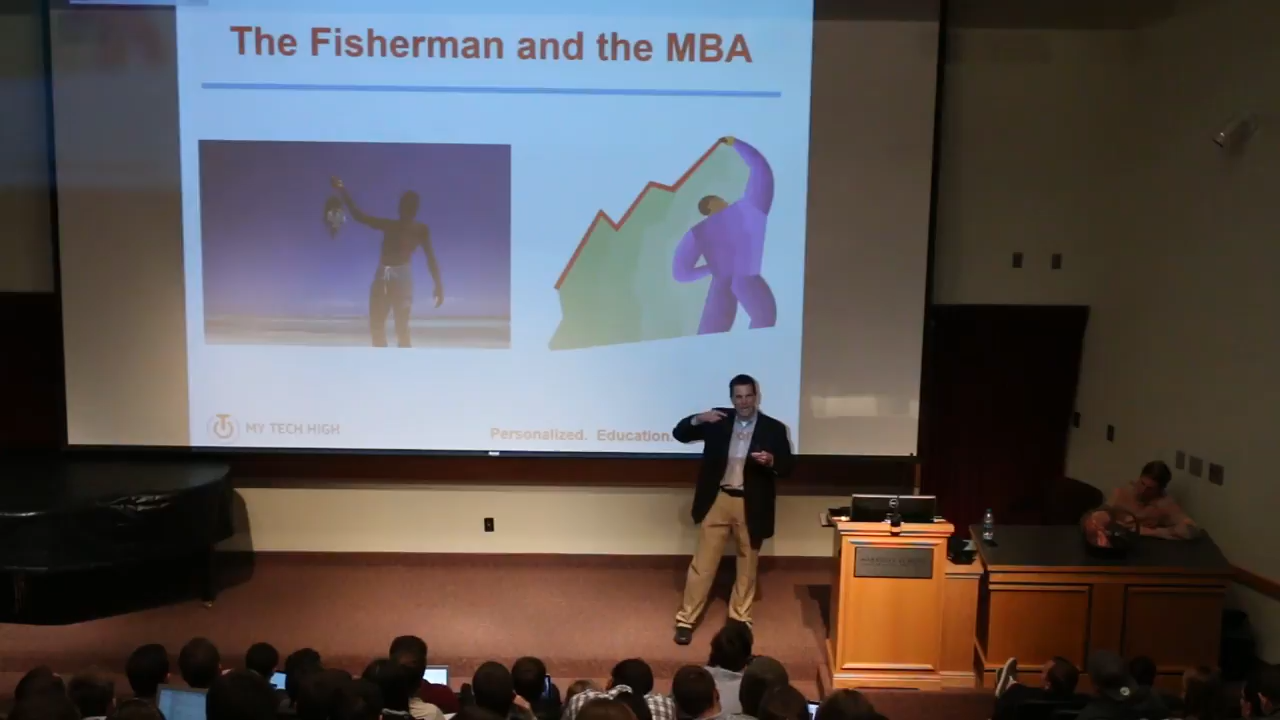 The Fisherman and the MBA
MY TECH HIGH
Personalized. Education.